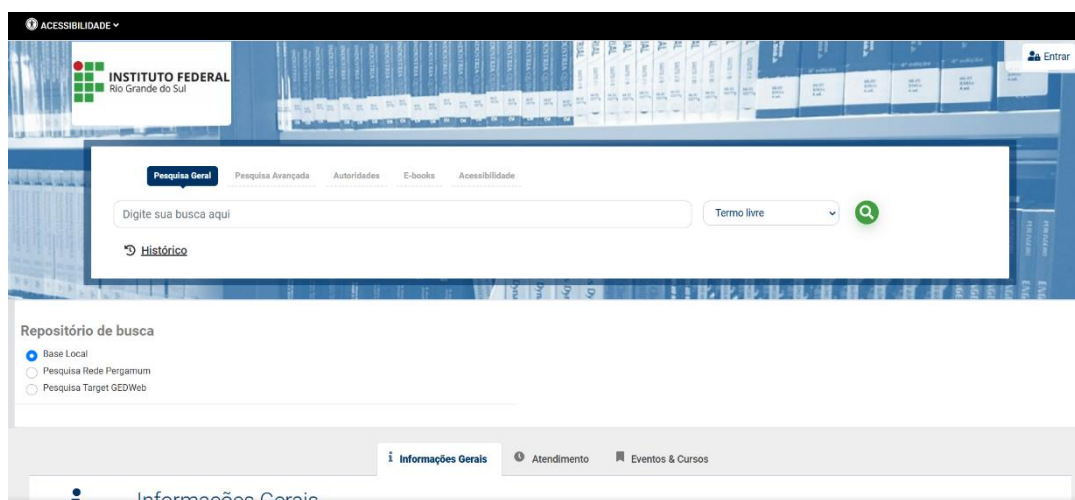 ACESSIBILIDADE
Entrar
INSTITUTO FEDERAL
Rio Grande do Sul
Pesquisa Geral Pesquisa Avançada Autoridades E-books Acessibilidade
Digite sua busca aqui Termo livre
Histórico
Repositório de busca
Base Local
Pesquisa Rede Pergamum
Pesquisa Target GEDWeb
Informações Gerais Atendimento Eventos & Cursos
Informações Gerais